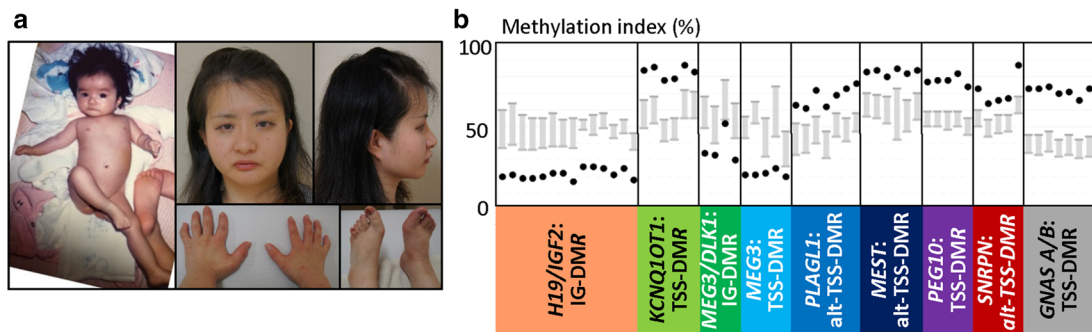 a
b
Methylation index (%)
100
50
0
H19/IGF2:
IG-DMR
KCNQ1OT1:
TSS-DMR
MEG3/DLK1:
IG-DMR
MEG3:
TSS-DMR
PLAGL1:
alt-TSS-DMR
MEST:
alt-TSS-DMR
PEG10:
TSS-DMR
SNRPN:
alt-TSS-DMR
GNAS A/B:
TSS-DMR